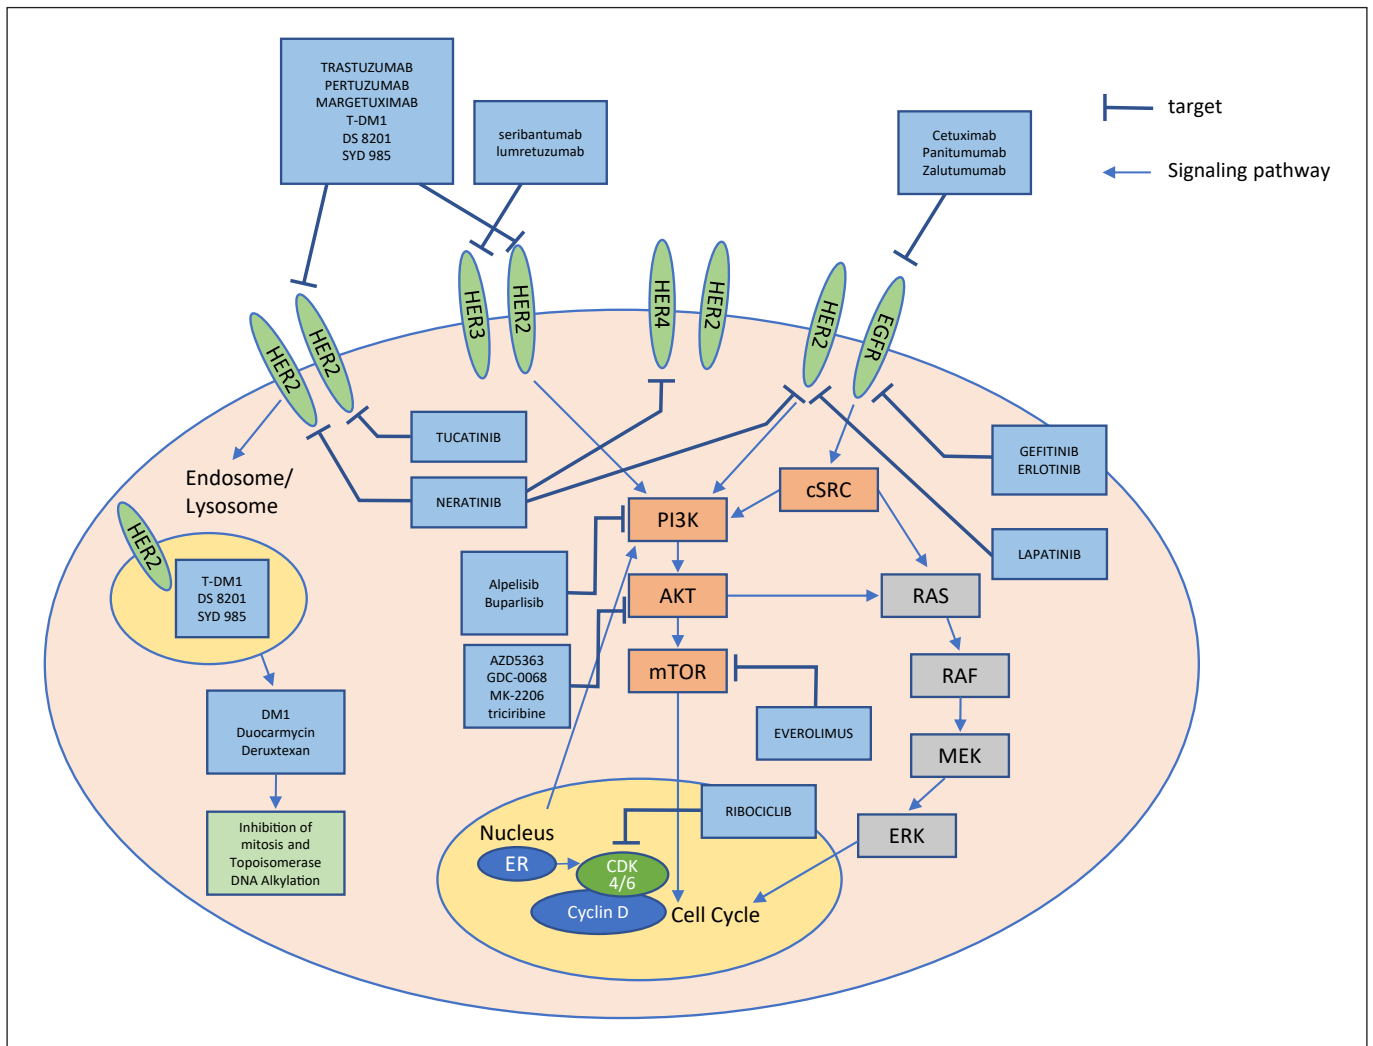 TRASTUZUMAB
PERTUZUMAB
MARGETUXIMAB
T-DM1
DS 8201
SYD 985
seribantumab
lumretuzumab
Cetuximab
Panitumumab
Zalutumumab
target
Signaling pathway
HER2
HER2
HER3
HER2
HER4
HER2
HER2
EGFR
TUCATINIB
NERATINIB
GEFITINIB
ERLOTINIB
LAPATINIB
Endosome/
Lysosome
HER2
T-DM1
DS 8201
SYD 985
cSRC
PI3K
Alpelisib
Buparlisib
AKT
RAS
AZD5363
GDC-0068
MK-2206
triciribine
mTOR
RAF
EVEROLIMUS
MEK
DM1
Duocarmycin
Deruxtexan
RIBOCICLIB
ERK
Inhibition of
mitosis and
Topoisomerase
DNA Alkylation
Nucleus
ER
CDK
4/6
Cyclin D
Cell Cycle